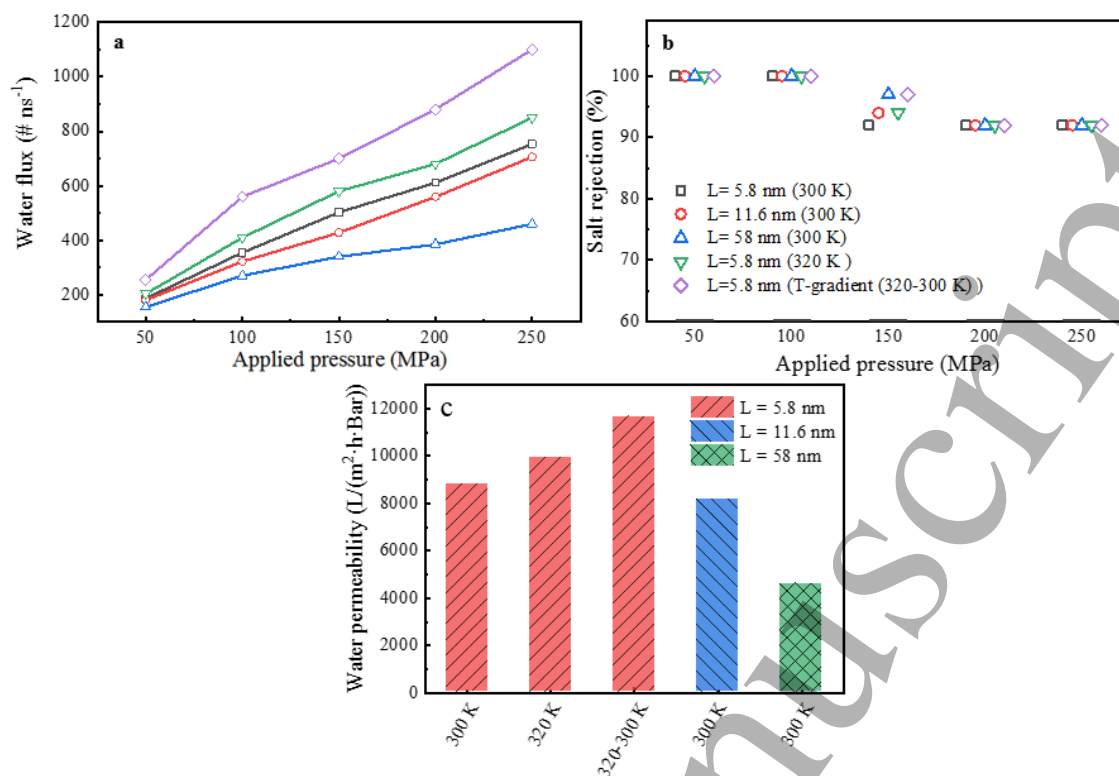 a
1200
1000
800
600
400
200
Water flux (# ns⁻¹)
50 100 150 200 250
Applied pressure (MPa)
b
100
90
80
70
60
Salt rejection (%)
L= 5.8 nm (300 K)
L= 11.6 nm (300 K)
L= 58 nm (300 K)
L=5.8 nm (320 K )
L=5.8 nm (T-gradient (320-300 K) )
50 100 150 200 250
Applied pressure (MPa)
c
12000
10000
8000
6000
4000
2000
0
Water permability (L/(m²·h·Bar))
L = 5.8 nm
L = 11.6 nm
L = 58 nm
300 K
320 K
320-300 K
300 K
300 K